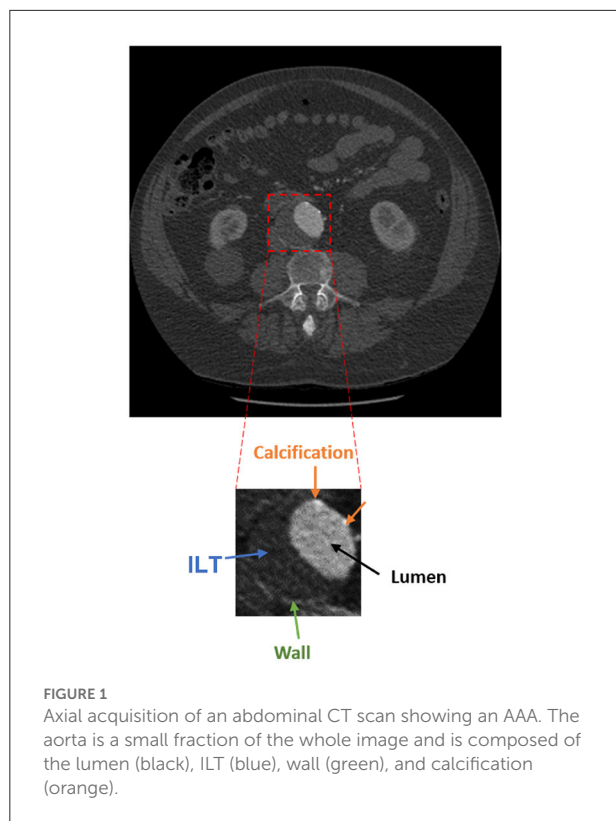 Calcification
ILT
Lumen
Wall
FIGURE 1
Axial acquisition of an abdominal CT scan showing an AAA. The
aorta is a small fraction of the whole image and is composed of
the lumen (black), ILT (blue), wall (green), and calcification
(orange).